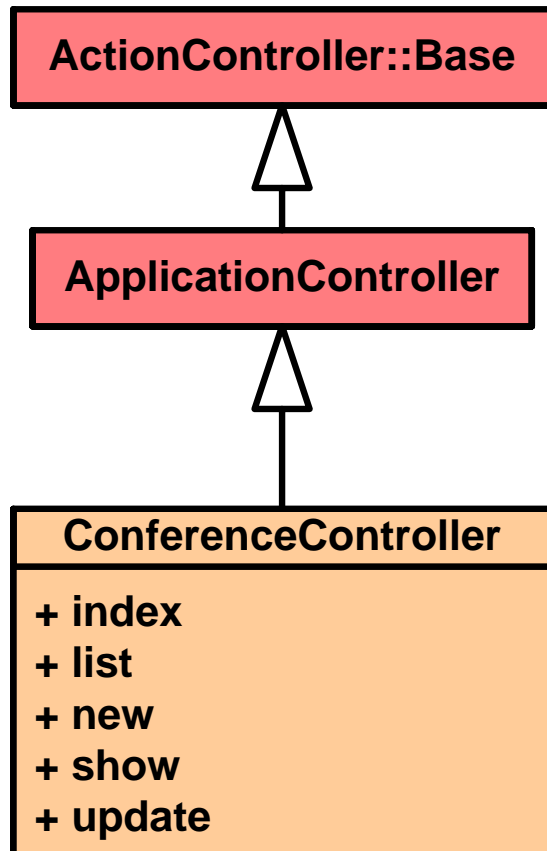 ActionController::Base
ApplicationController
ConferenceController
+ index
+ list
+ new
+ show
+ update